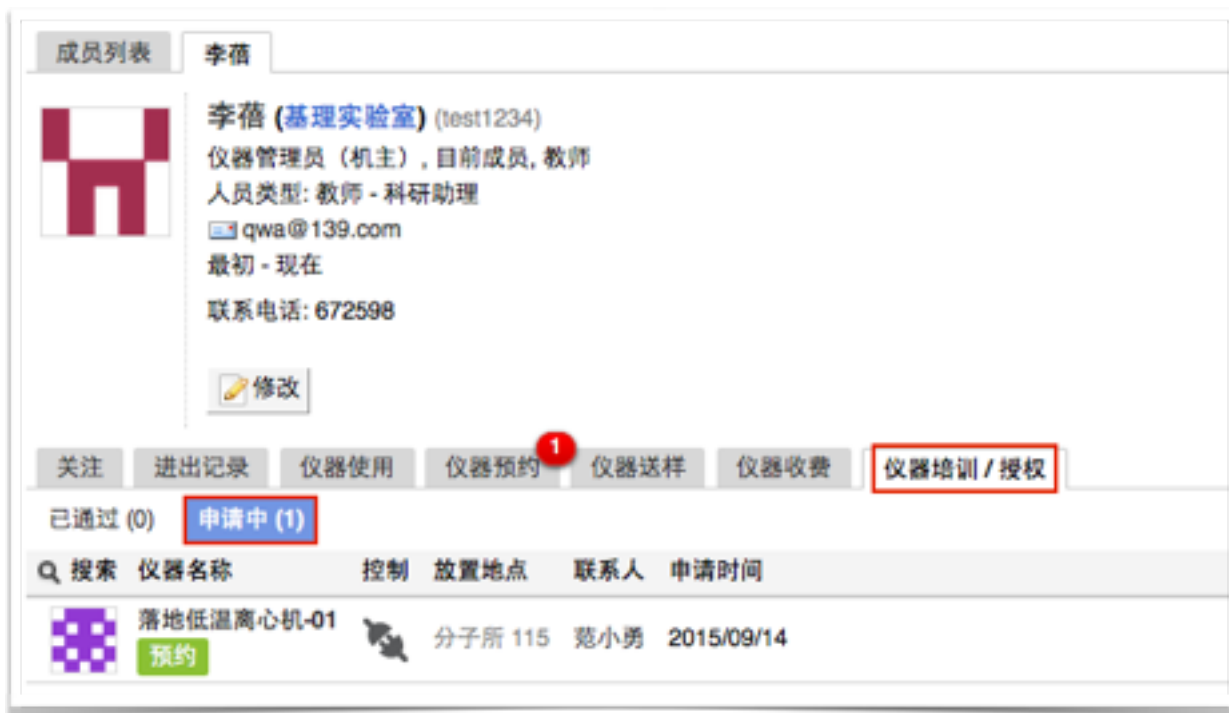 成员列表 李蓓
李蓓 (基理实验室) (test1234)
仪器管理员（机主）, 目前成员, 教师
人员类型: 教师 - 科研助理
qwa@139.com
最初 - 现在
联系电话: 672598
修改
关注 进出记录 仪器使用 仪器预约 1 仪器送样 仪器收费 仪器培训 / 授权
已通过 (0) 申请中 (1)
搜索 仪器名称 控制 放置地点 联系人 申请时间
落地低温离心机-01
预约 分子所 115 范小勇 2015/09/14